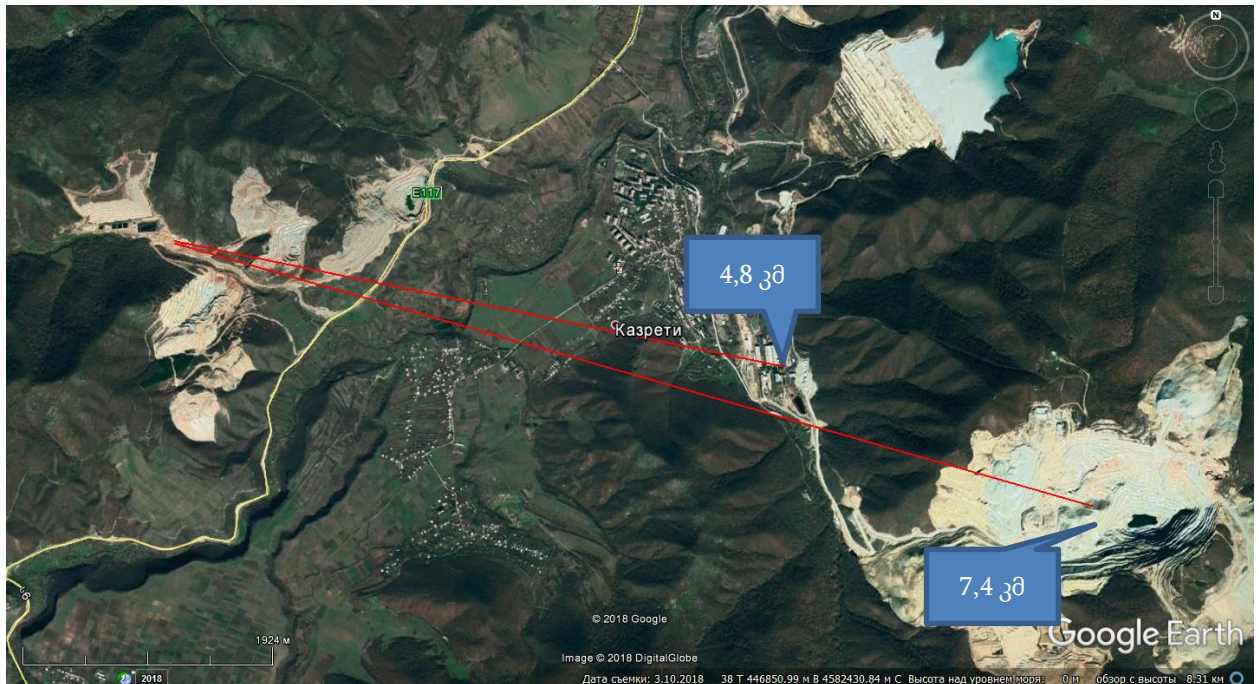 N
E117
4,8 კმ
Казрети
7,4 კმ
© 2018 Google
Google Earth
1924 м
Image © 2018 DigitalGlobe
2018
Дата съемки: 3.10.2018 38 T 446850.99 м В 4582430.84 м С Высота над уровнем моря: 0 м обзор с высоты 8.31 км